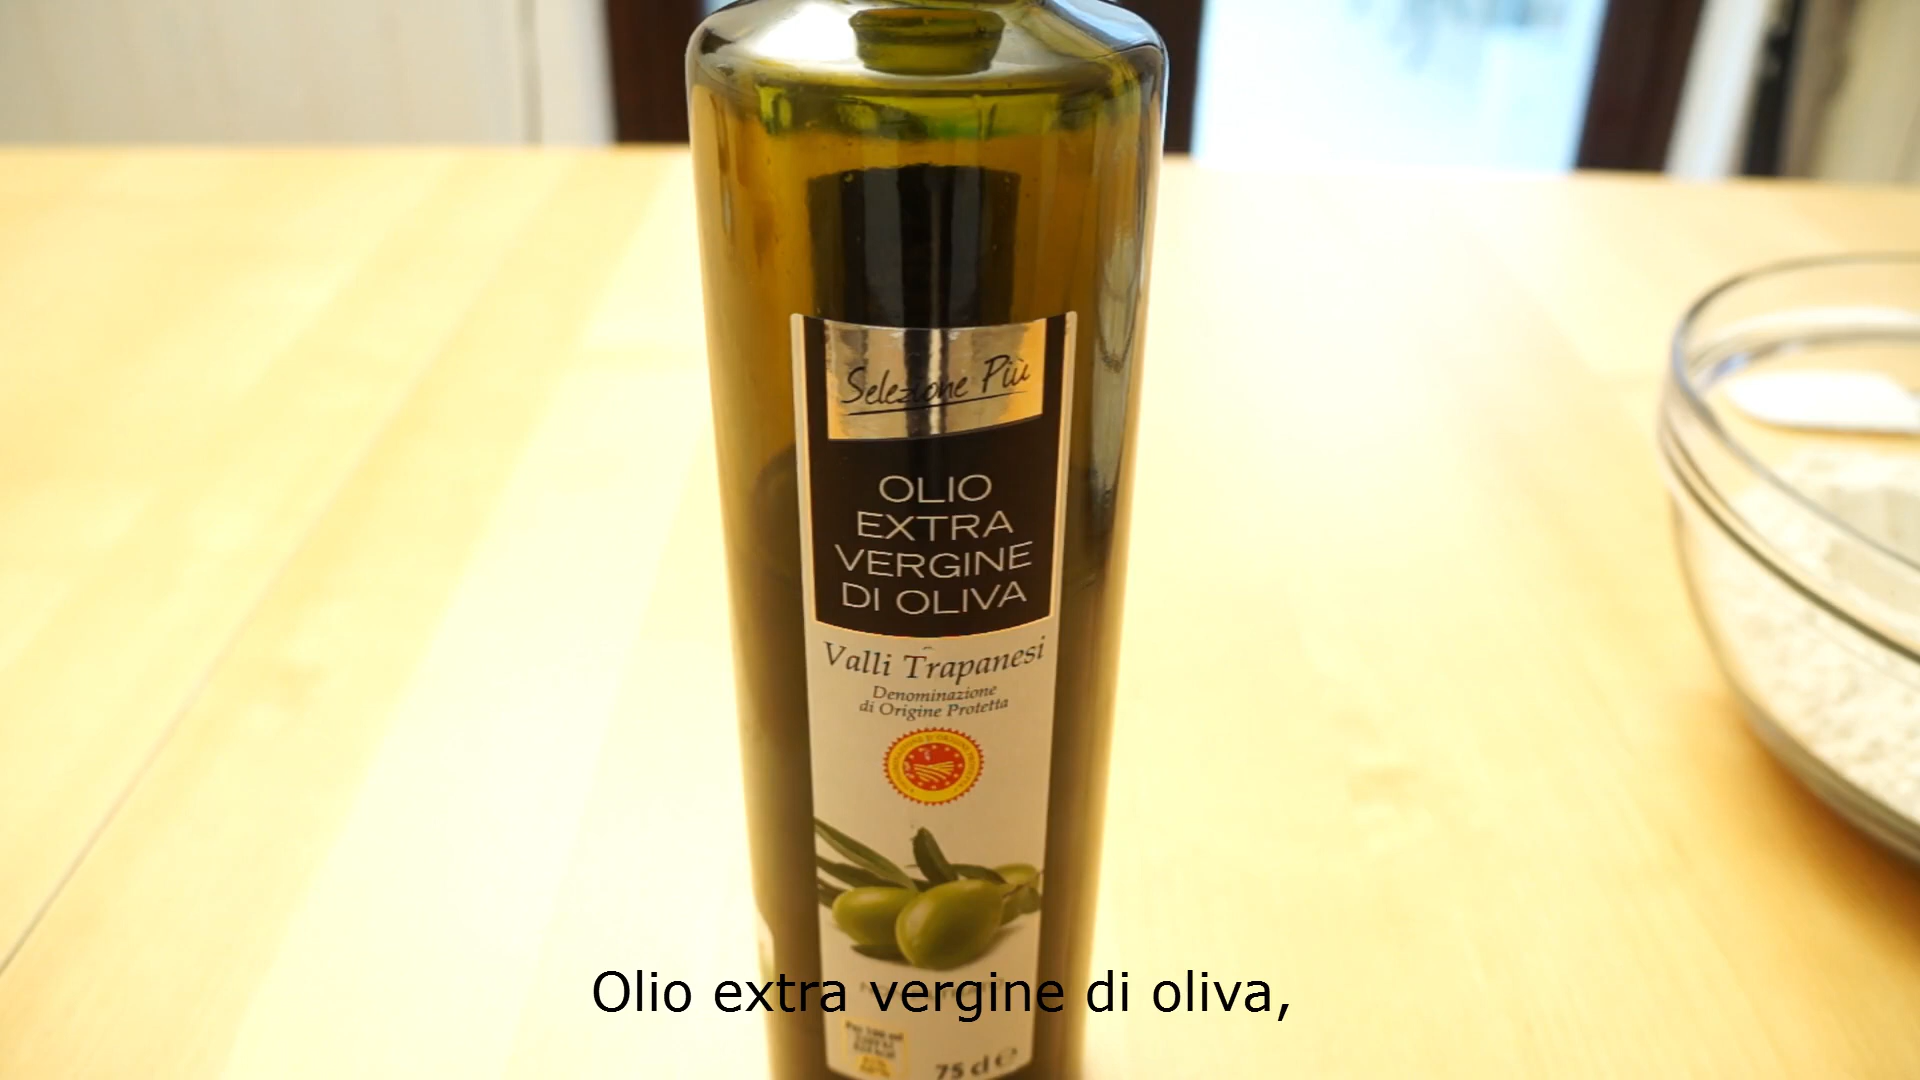 Selezione Più
OLIO
EXTRA
VERGINE
DI OLIVA
Valli Trapanesi
Denominazione
di Origine Protetta
Olio extra vergine di oliva,
75 cl e